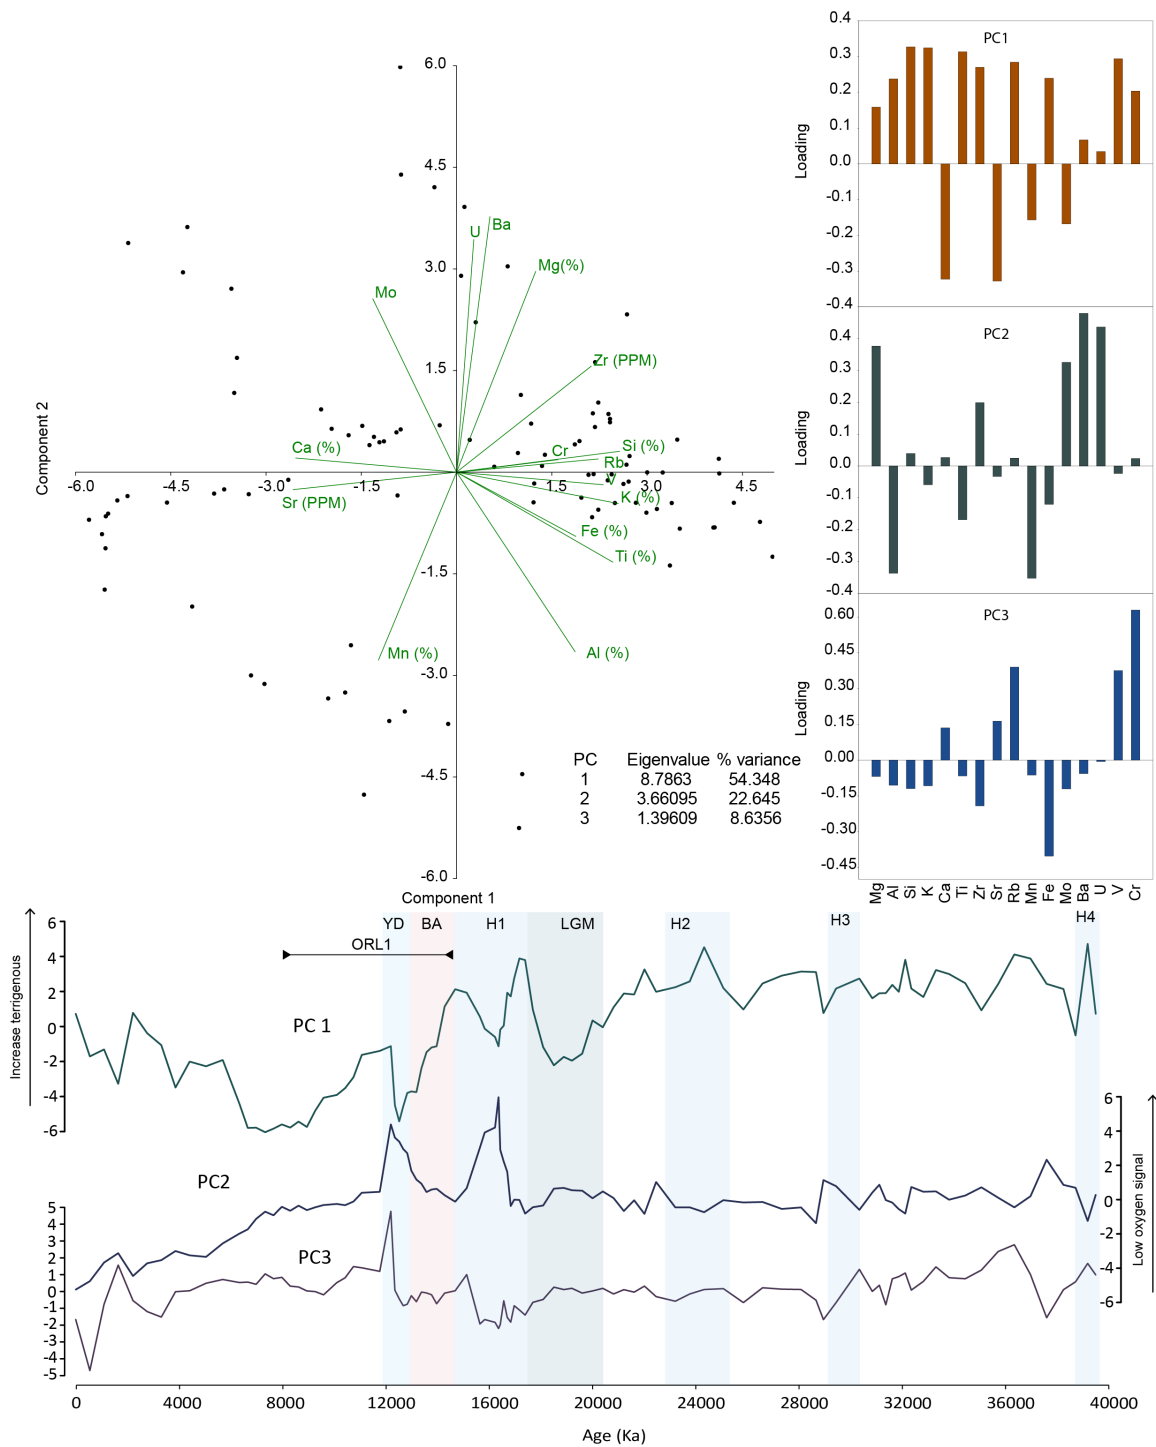 6.0
4.5
3.0
1.5
-1.5
-3.0
-4.5
-6.0
-6.0
-4.5
-3.0
-1.5
1.5
3.0
4.5
Component 2
Component 1
U
Ba
Mg(%)
Mo
Zr (PPM)
Ca (%)
Cr
Si (%)
Rb
V
K (%)
Sr (PPM)
Fe (%)
Ti (%)
Mn (%)
Al (%)
PC Eigenvalue % variance
1 8.7863 54.348
2 3.66095 22.645
3 1.39609 8.6356
Loading
PC1
0.4
0.3
0.2
0.1
0.0
-0.1
-0.2
-0.3
-0.4
Loading
PC2
0.4
0.3
0.2
0.1
0.0
-0.1
-0.2
-0.3
-0.4
Loading
PC3
0.60
0.45
0.30
0.15
0.00
-0.15
-0.30
-0.45
Mg Al Si K Ca Ti Zr Sr Rb Mn Fe Mo Ba U V Cr
YD BA H1 LGM H2 H3 H4
ORL1
Increase terrigenous
6
4
2
0
-2
-4
-6
PC 1
PC2
6
4
2
0
-2
-4
-6
Low oxygen signal
PC3
5
4
3
2
1
0
-1
-2
-3
-4
-5
0 4000 8000 12000 16000 20000 24000 28000 32000 36000 40000
Age (Ka)